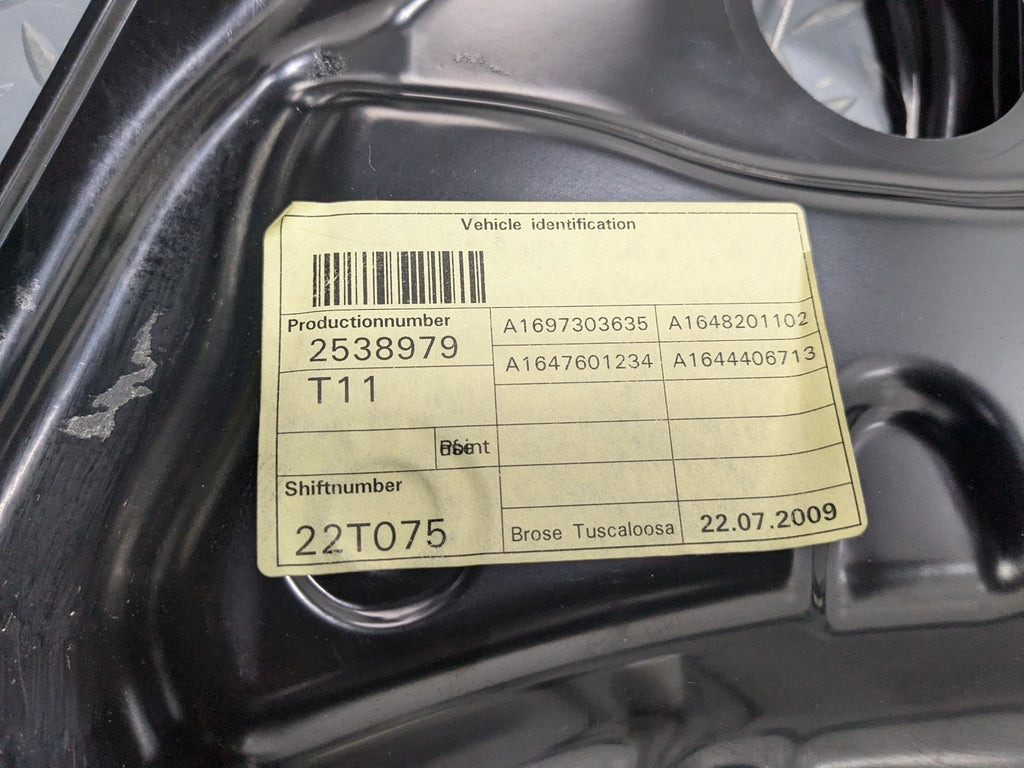 Vehicle identification
Productionnumber
2538979
A1697303635 A1648201102
A1647601234 A1644406713
T11
Shiftnumber
22T075
Brose Tuscaloosa 22.07.2009